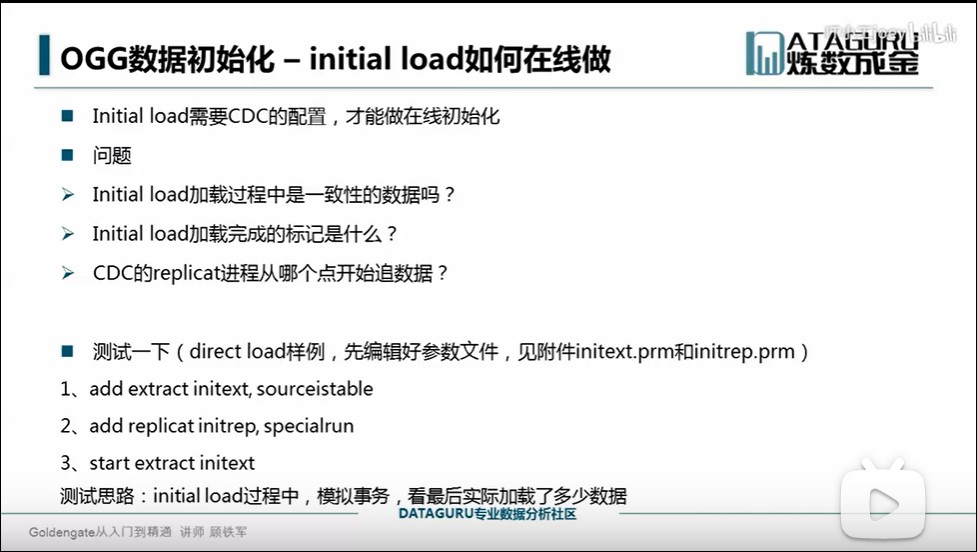 OGG数据初始化 – initial load如何在线做
DATAGURU
炼数成金
Initial load需要CDC的配置，才能做在线初始化
问题
Initial load加载过程中是一致性的数据吗？
Initial load加载完成的标记是什么？
CDC的replicat进程从哪个点开始追数据？
测试一下（direct load样例，先编辑好参数文件，见附件initext.prm和initrep.prm）
1、add extract initext, sourceistable
2、add replicat initrep, specialrun
3、start extract initext
测试思路：initial load过程中，模拟事务，看最后实际加载了多少数据
DATAGURU专业数据分析社区
Goldengate从入门到精通 讲师 顾铁军